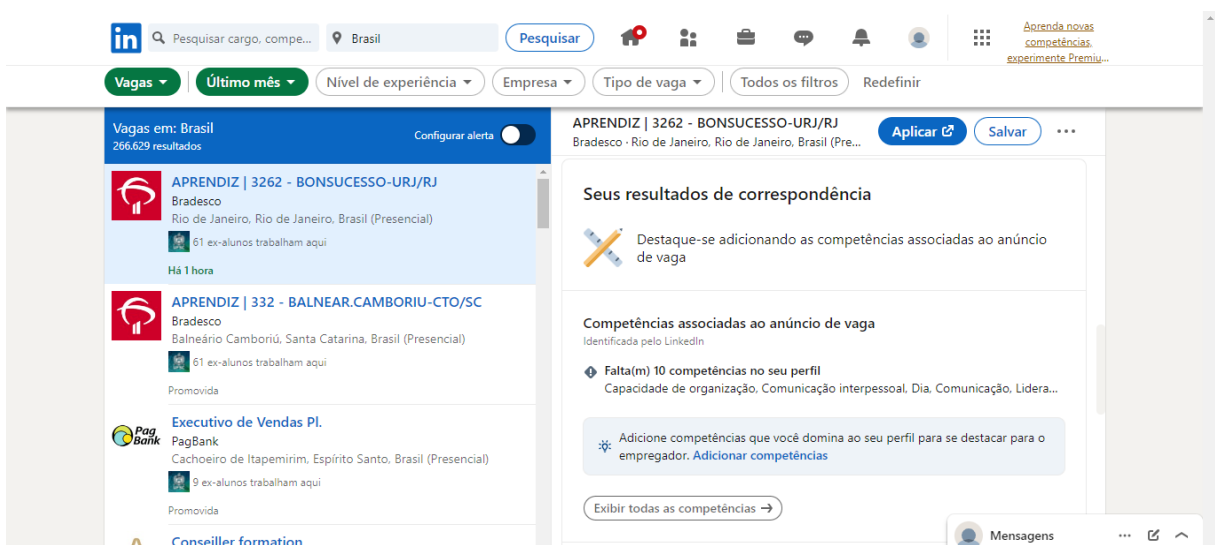 in
Pesquisar cargo, compe...
Brasil
Pesquisar
Aprenda novas
competências,
experimente Premiu...
Vagas
Último mês
Nível de experiência
Empresa
Tipo de vaga
Todos os filtros
Redefinir
Vagas em: Brasil
266.629 resultados
Configurar alerta
APRENDIZ | 3262 - BONSUCESSO-URJ/RJ
Bradesco
Rio de Janeiro, Rio de Janeiro, Brasil (Presencial)
61 ex-alunos trabalham aqui
Há 1 hora
APRENDIZ | 332 - BALNEAR.CAMBORIU-CTO/SC
Bradesco
Balneário Camboriú, Santa Catarina, Brasil (Presencial)
61 ex-alunos trabalham aqui
Promovida
Pag
Bank
Executivo de Vendas Pl.
PagBank
Cachoeiro de Itapemirim, Espírito Santo, Brasil (Presencial)
9 ex-alunos trabalham aqui
Promovida
Conseiller formation
APRENDIZ | 3262 - BONSUCESSO-URJ/RJ
Bradesco · Rio de Janeiro, Rio de Janeiro, Brasil (Pre...
Aplicar
Salvar
Seus resultados de correspondência
Destaque-se adicionando as competências associadas ao anúncio
de vaga
Competências associadas ao anúncio de vaga
Identificada pelo LinkedIn
Falta(m) 10 competências no seu perfil
Capacidade de organização, Comunicação interpessoal, Dia, Comunicação, Lidera...
Adicione competências que você domina ao seu perfil para se destacar para o
empregador. Adicionar competências
Exibir todas as competências →
Mensagens